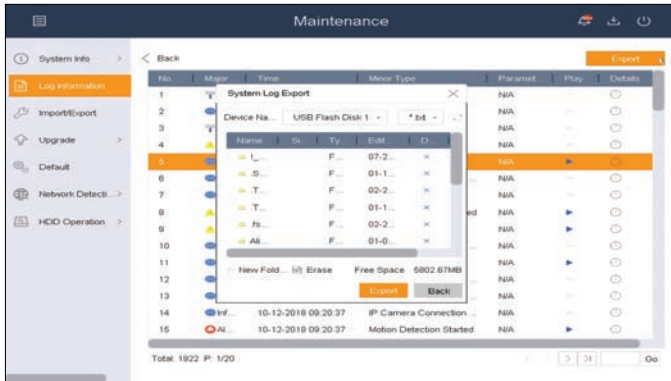 Maintenance
System Info
Back
Export
Log Information
No. Major Time Minor Type Paramet... Play Details
Import/Export
Upgrade
Default
Network Detecti...
HDD Operation
System Log Export
Device Na... USB Flash Disk 1 *.txt
Name Si... Ty... Edit D...
!_... F... 07-2...
.S... F... 01-1...
.T... F... 02-2...
.T... F... 01-1...
.fs... F... 02-2...
Ali... F... 01-0...
New Fold... Erase Free Space 5802.67MB
Export Back
1 N/A
2 N/A
3 N/A
4 N/A
5 N/A
6 N/A
7 N/A
8 ed N/A
9 N/A
10 N/A
11 N/A
12 N/A
13 N/A
14 Inf... 10-12-2018 09:20:37 IP Camera Connection ... N/A
15 Al... 10-12-2018 09:20:37 Motion Detection Started N/A
Total: 1922 P: 1/20
Go